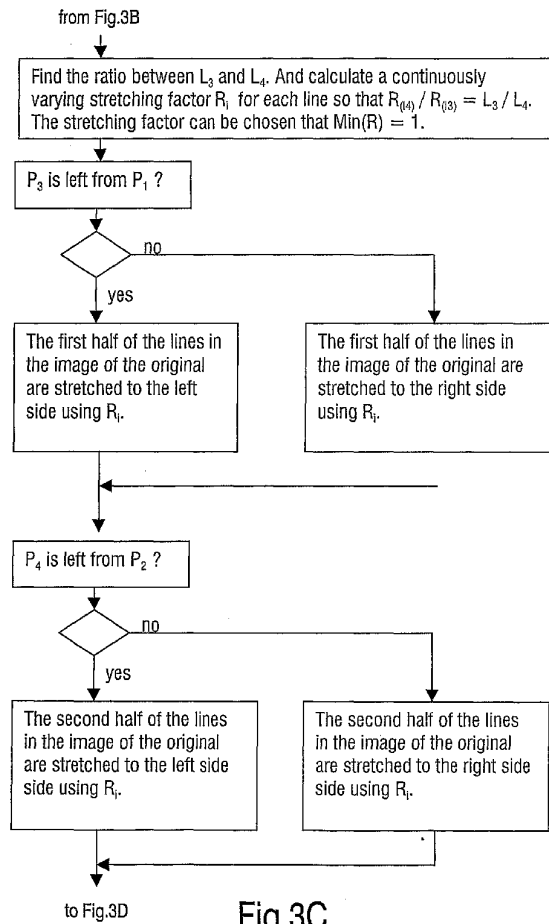 from Fig.3B
Find the ratio between L₃ and L₄. And calculate a continuously
varying stretching factor Rᵢ for each line so that R₍ₗ₄₎ / R₍ₗ₃₎ = L₃ / L₄.
The stretching factor can be chosen that Min(R) = 1.
P₃ is left from P₁ ?
no
yes
The first half of the lines in
the image of the original
are stretched to the left
side using Rᵢ.
The first half of the lines in
the image of the original are
stretched to the right side
using Rᵢ.
P₄ is left from P₂ ?
no
yes
The second half of the lines
in the image of the original
are stretched to the left side
side using Rᵢ.
The second half of the lines
in the image of the original
are stretched to the right side
side using Rᵢ.
to Fig.3D
Fig.3C